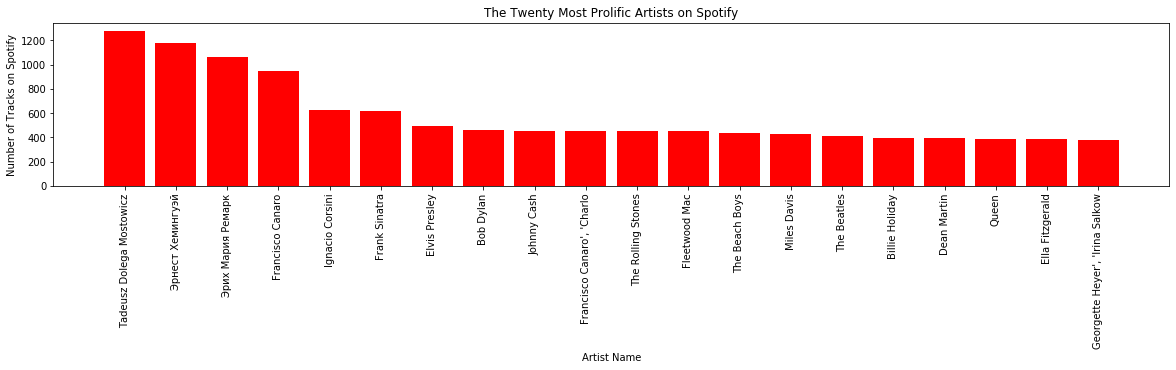 The Twenty Most Prolific Artists on Spotify
Number of Tracks on Spotify
1200
1000
800
600
400
200
0
Tadeusz Dolega Mostowicz
Эрнест Хемингуэй
Эрих Мария Ремарк
Francisco Canaro
Ignacio Corsini
Frank Sinatra
Elvis Presley
Bob Dylan
Johnny Cash
Francisco Canaro', 'Charlo
The Rolling Stones
Fleetwood Mac
The Beach Boys
Miles Davis
The Beatles
Billie Holiday
Dean Martin
Queen
Ella Fitzgerald
Georgette Heyer', 'Irina Salkow
Artist Name